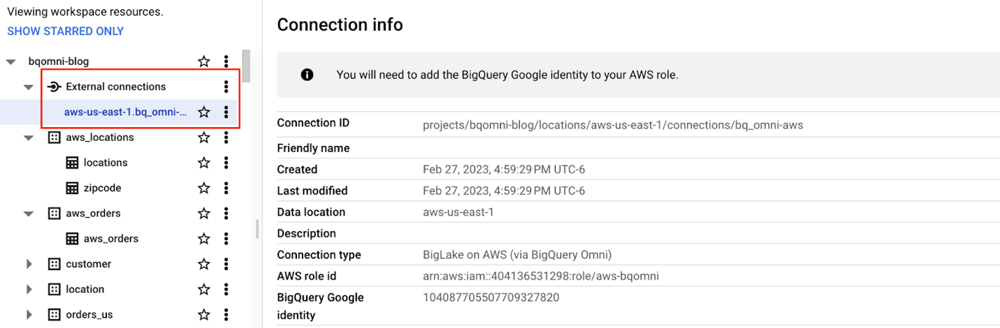 Viewing workspace resources.
SHOW STARRED ONLY
bqomni-blog
External connections
aws-us-east-1.bq_omni-...
aws_locations
locations
zipcode
aws_orders
aws_orders
customer
location
orders_us
Connection info
You will need to add the BigQuery Google identity to your AWS role.
Connection ID projects/bqomni-blog/locations/aws-us-east-1/connections/bq_omni-aws
Friendly name
Created Feb 27, 2023, 4:59:29 PM UTC-6
Last modified Feb 27, 2023, 4:59:29 PM UTC-6
Data location aws-us-east-1
Description
Connection type BigLake on AWS (via BigQuery Omni)
AWS role id arn:aws:iam::404136531298:role/aws-bqomni
BigQuery Google 104087705507709327820
identity